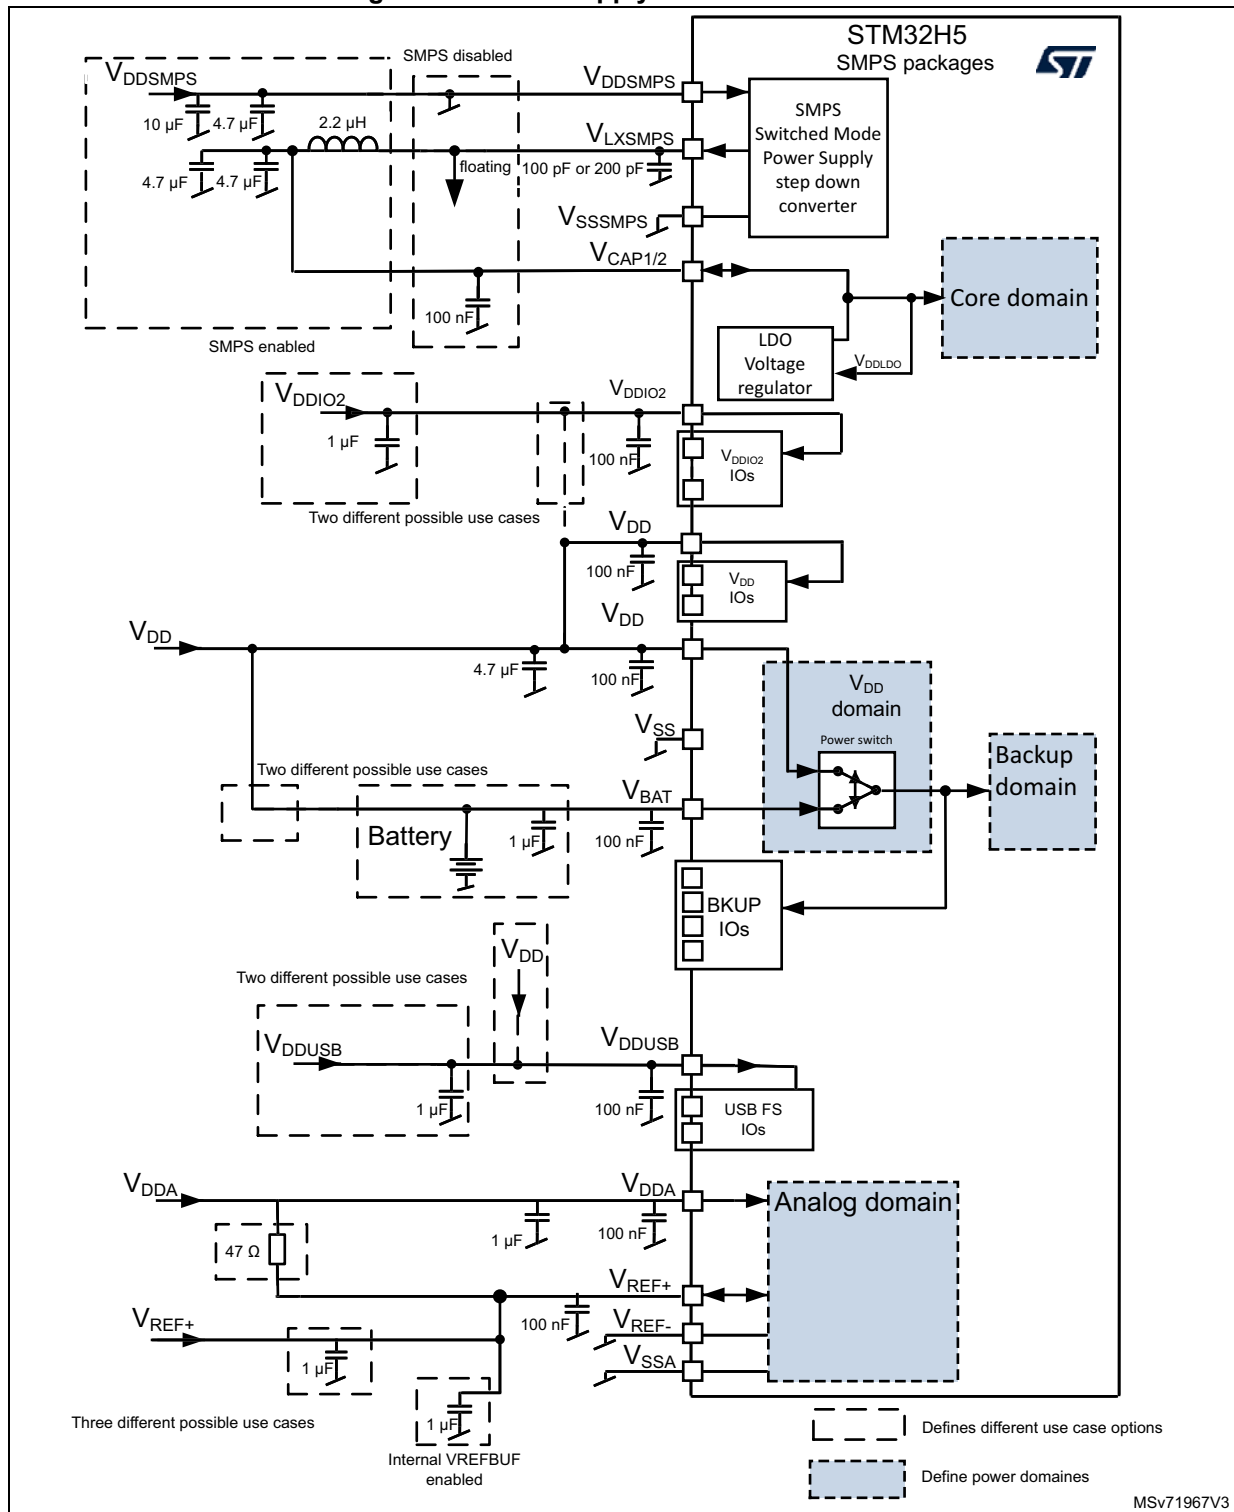 STM32H5
SMPS packages
SMPS disabled
VDDSMPS
VDDSMPS
10 µF
4.7 µF
2.2 µH
VLXSMPS
4.7 µF
4.7 µF
floating
100 pF or 200 pF
SMPS
Switched Mode
Power Supply
step down
converter
VSSSMPS
VCAP1/2
100 nF
SMPS enabled
Core domain
LDO
Voltage
regulator
VDDLDO
VDDIO2
VDDIO2
1 µF
100 nF
VDDIO2
IOs
Two different possible use cases
VDD
100 nF
VDD
IOs
VDD
VDD
4.7 µF
100 nF
VDD
domain
Power switch
VSS
Backup
domain
Two different possible use cases
VBAT
Battery
1 µF
100 nF
BKUP
IOs
VDD
Two different possible use cases
VDDUSB
VDDUSB
1 µF
100 nF
USB FS
IOs
VDDA
VDDA
Analog domain
47 Ω
1 µF
100 nF
VREF+
VREF+
100 nF
VREF-
1 µF
VSSA
Three different possible use cases
1 µF
Internal VREFBUF
enabled
Defines different use case options
Define power domaines
MSv71967V3